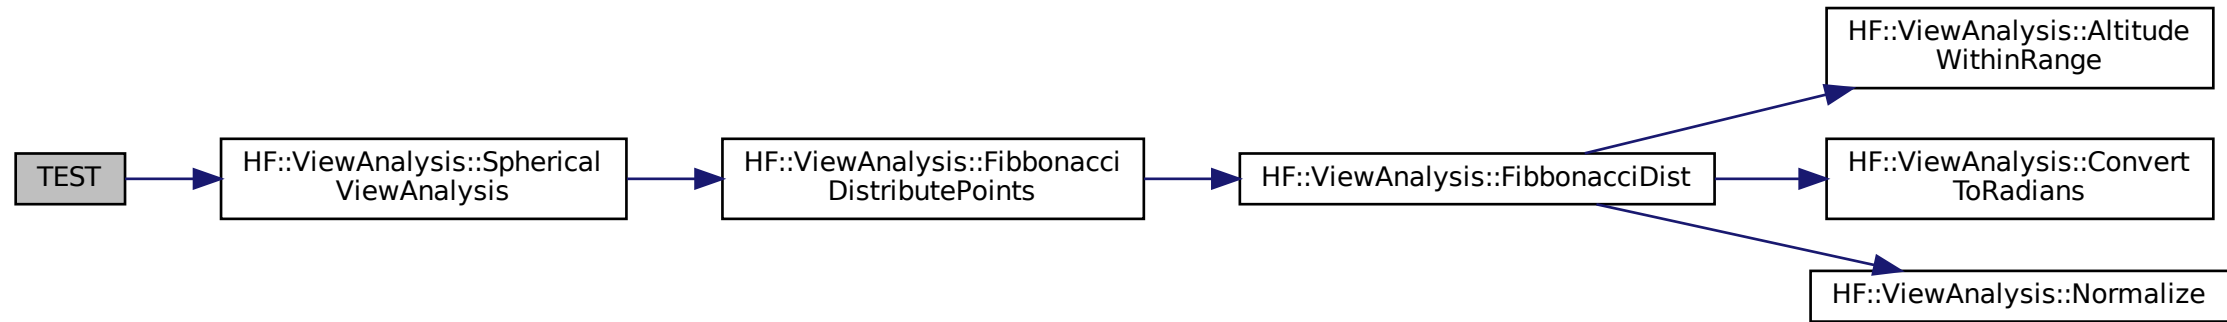 TEST
HF::ViewAnalysis::Spherical
ViewAnalysis
HF::ViewAnalysis::Fibbonacci
DistributePoints
HF::ViewAnalysis::FibbonacciDist
HF::ViewAnalysis::Altitude
WithinRange
HF::ViewAnalysis::Convert
ToRadians
HF::ViewAnalysis::Normalize